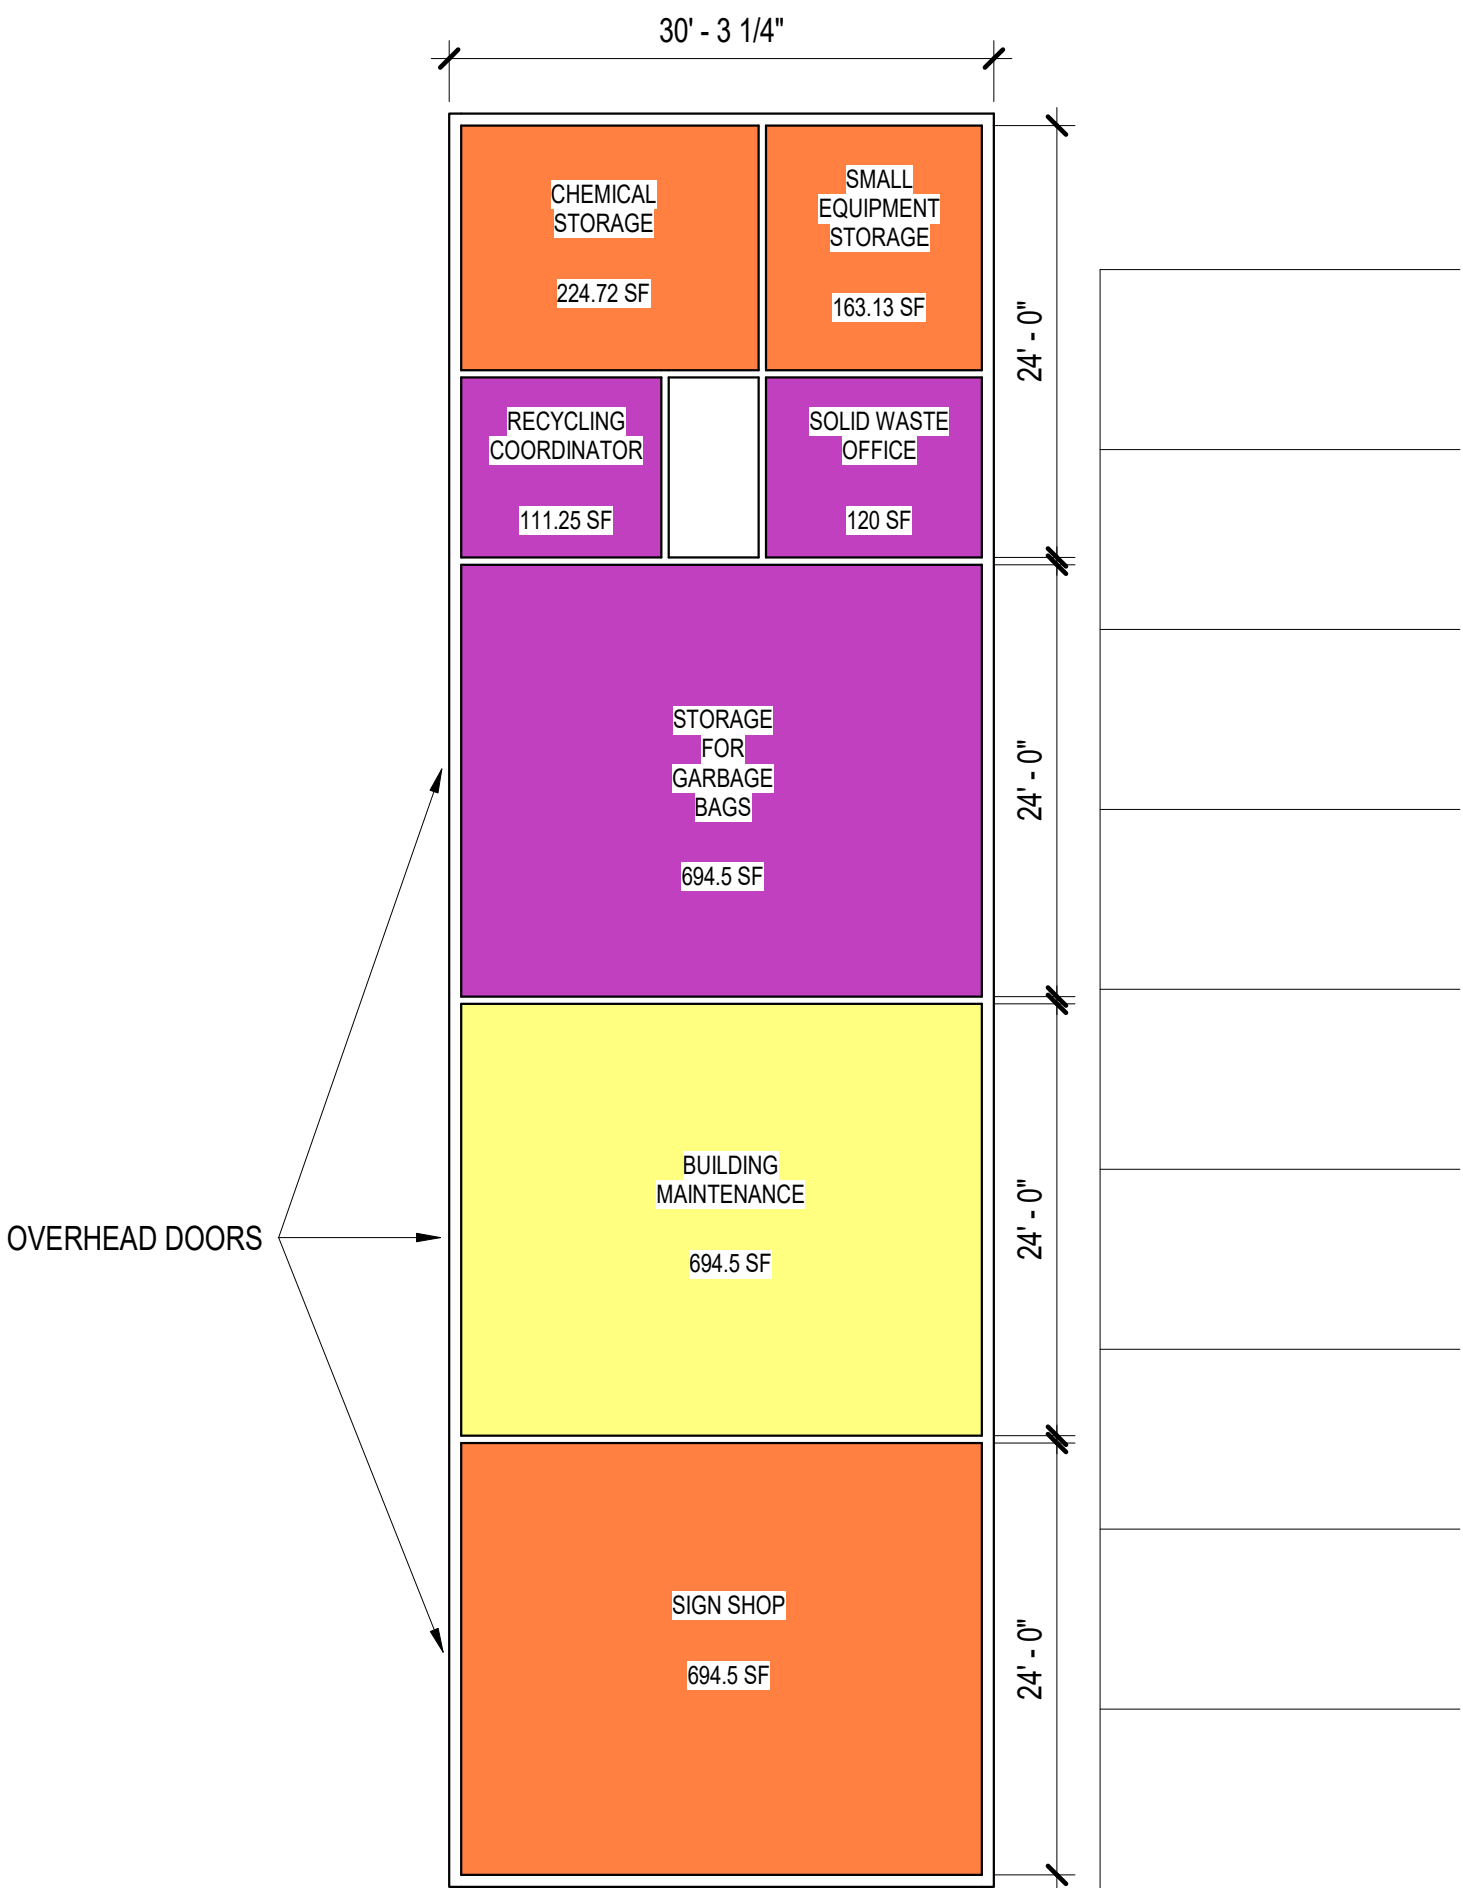 30' - 3 1/4"
CHEMICAL
STORAGE
224.72 SF
SMALL
EQUIPMENT
STORAGE
163.13 SF
24' - 0"
RECYCLING
COORDINATOR
111.25 SF
SOLID WASTE
OFFICE
120 SF
STORAGE
FOR
GARBAGE
BAGS
694.5 SF
24' - 0"
BUILDING
MAINTENANCE
694.5 SF
24' - 0"
OVERHEAD DOORS
SIGN SHOP
694.5 SF
24' - 0"